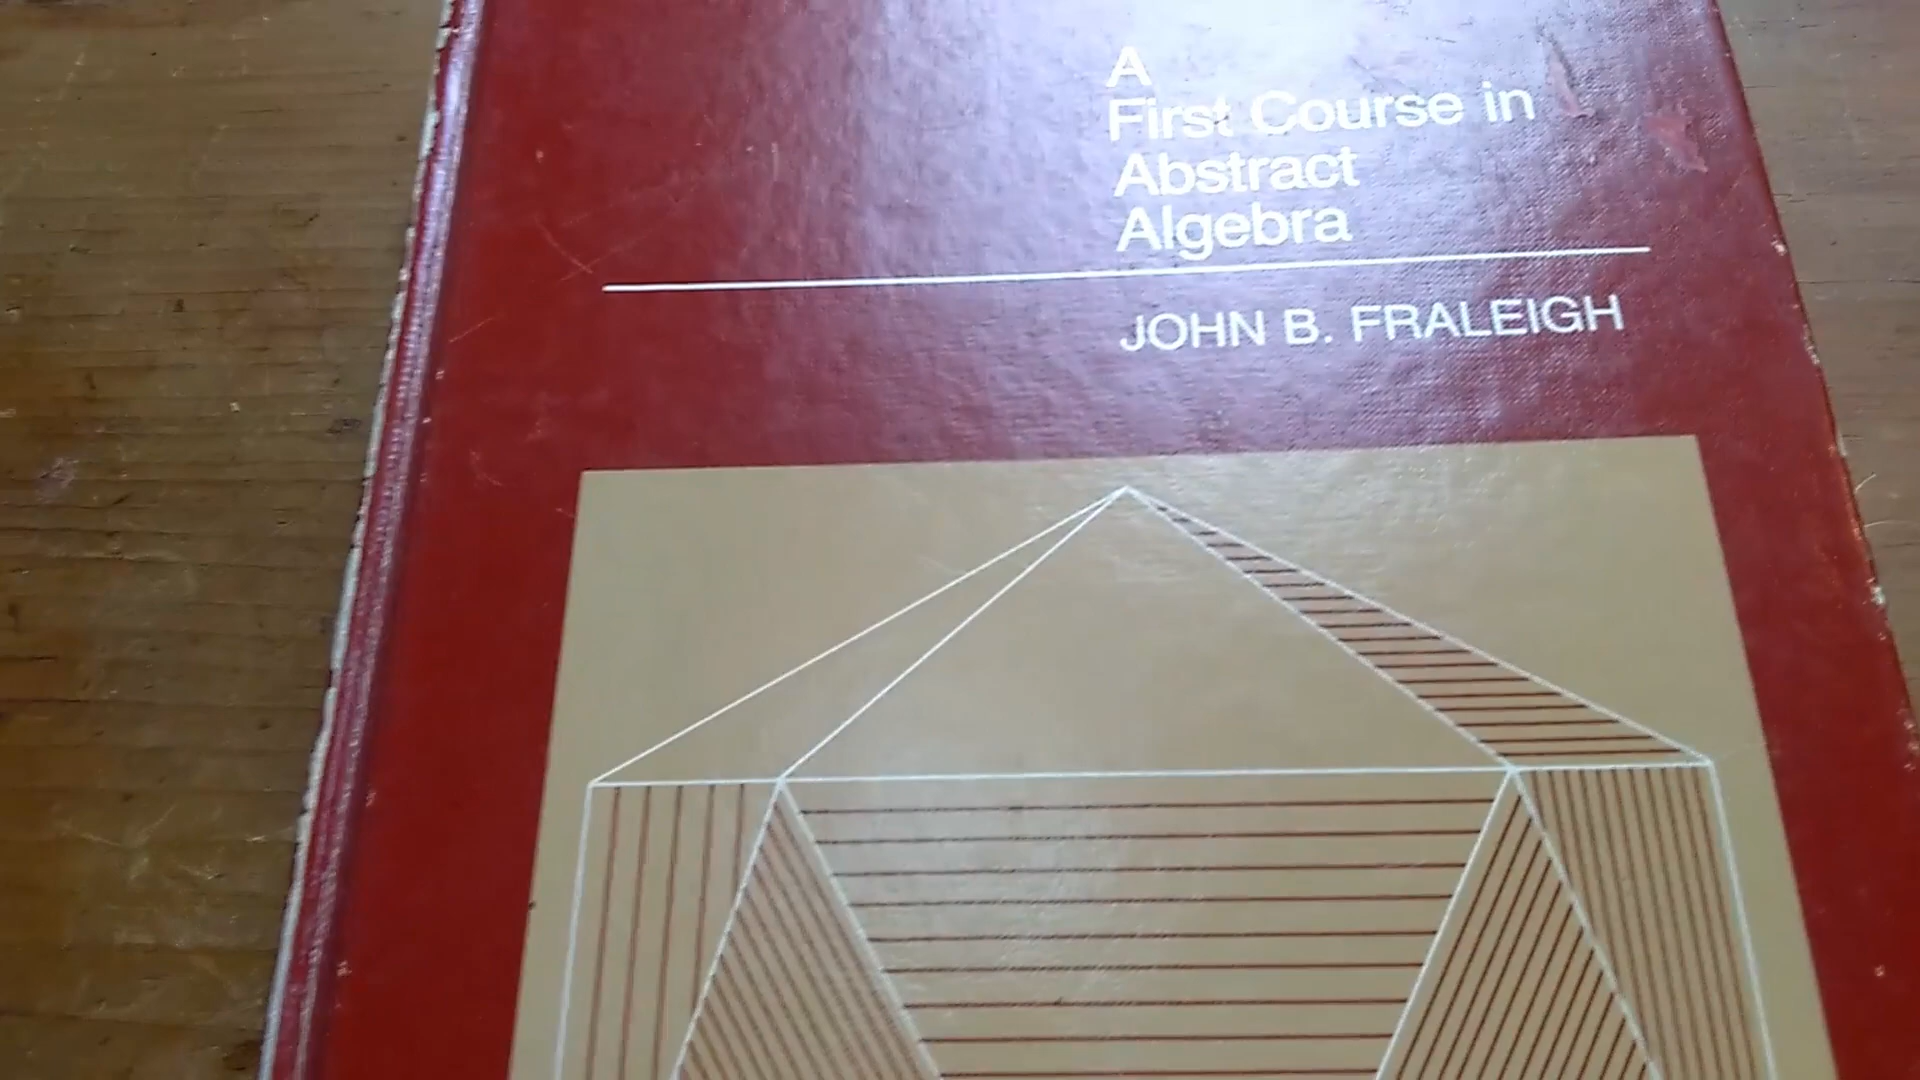 A
First Course in
Abstract
Algebra
JOHN B. FRALEIGH